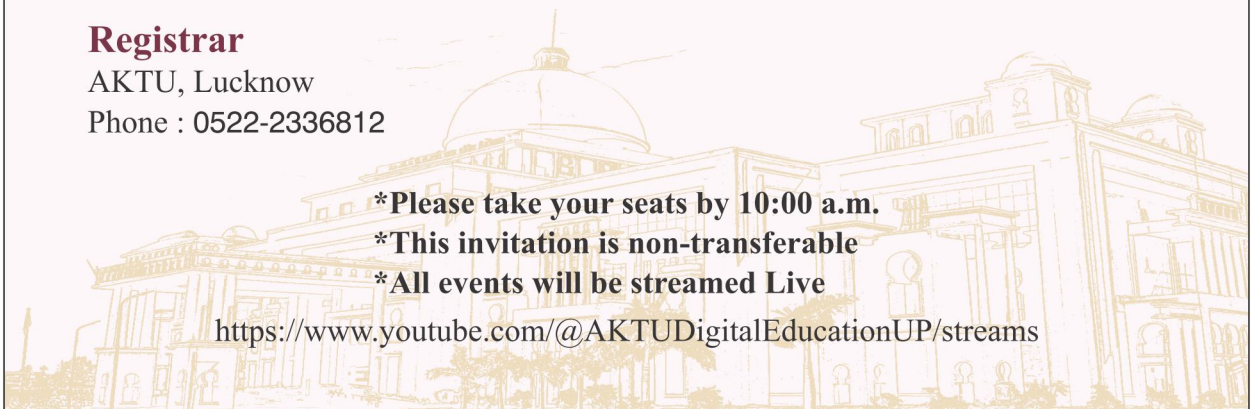 Registrar
AKTU, Lucknow
Phone : 0522-2336812
*Please take your seats by 10:00 a.m.
*This invitation is non-transferable
*All events will be streamed Live
https://www.youtube.com/@AKTUDigitalEducationUP/streams